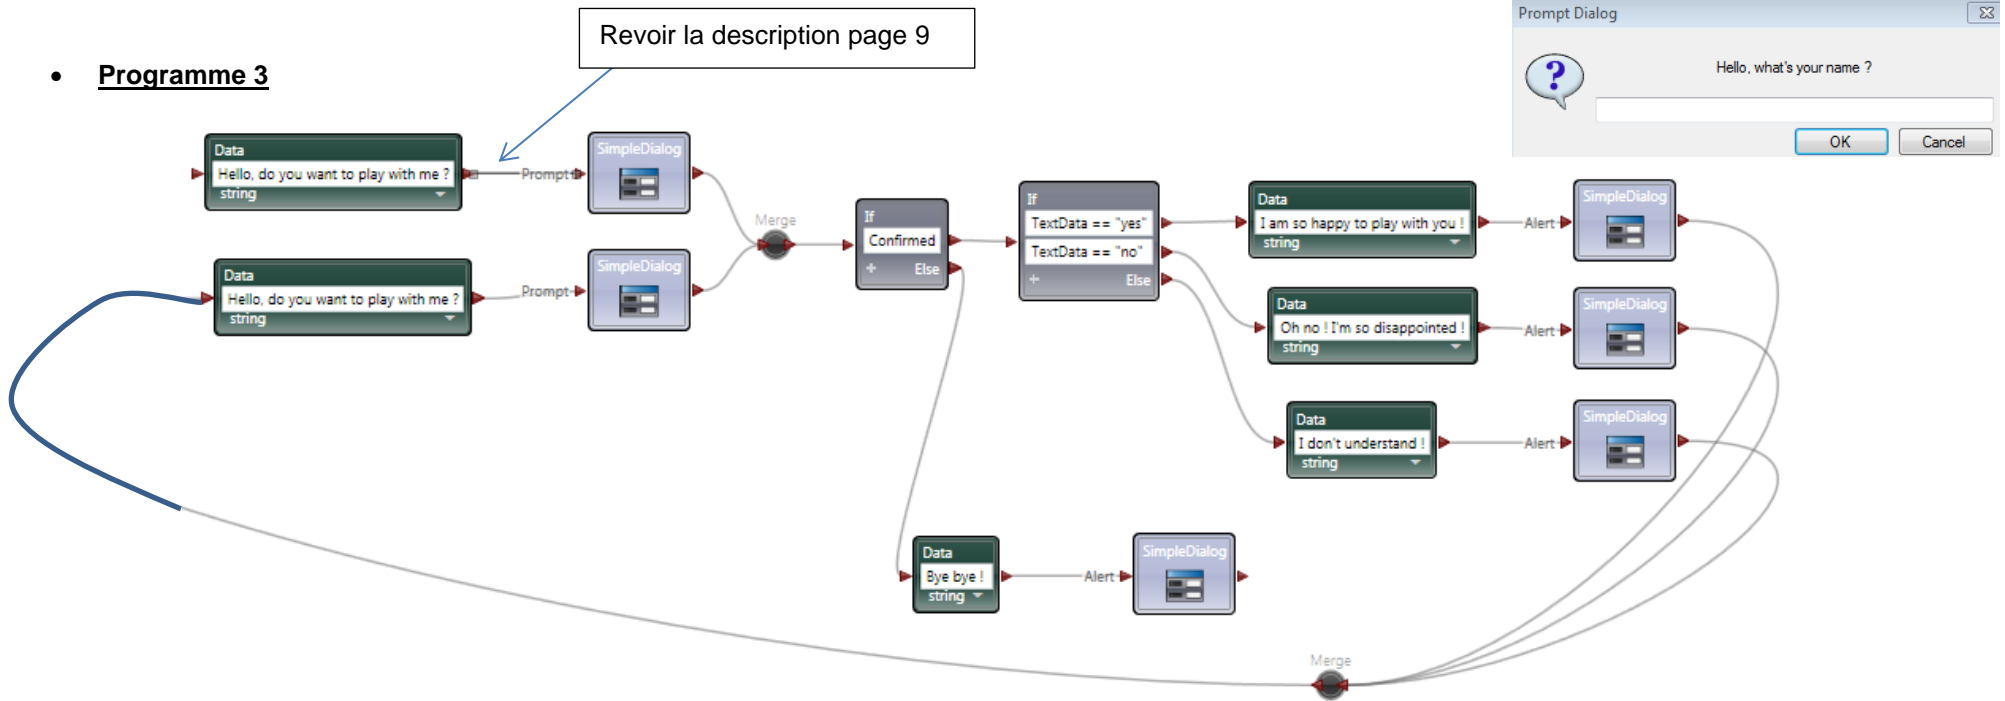 Revoir la description page 9
Prompt Dialog
Hello, what's your name ?
OK Cancel
• Programme 3
Data
Hello, do you want to play with me ?
string
Prompt
SimpleDialog
Merge
Data
Hello, do you want to play with me ?
string
Prompt
SimpleDialog
If
Confirmed
+ Else
If
TextData == "yes"
TextData == "no"
+ Else
Data
I am so happy to play with you !
string
Alert
SimpleDialog
Data
Oh no ! I'm so disappointed !
string
Alert
SimpleDialog
Data
I don't understand !
string
Alert
SimpleDialog
Data
Bye bye !
string
Alert
SimpleDialog
Merge